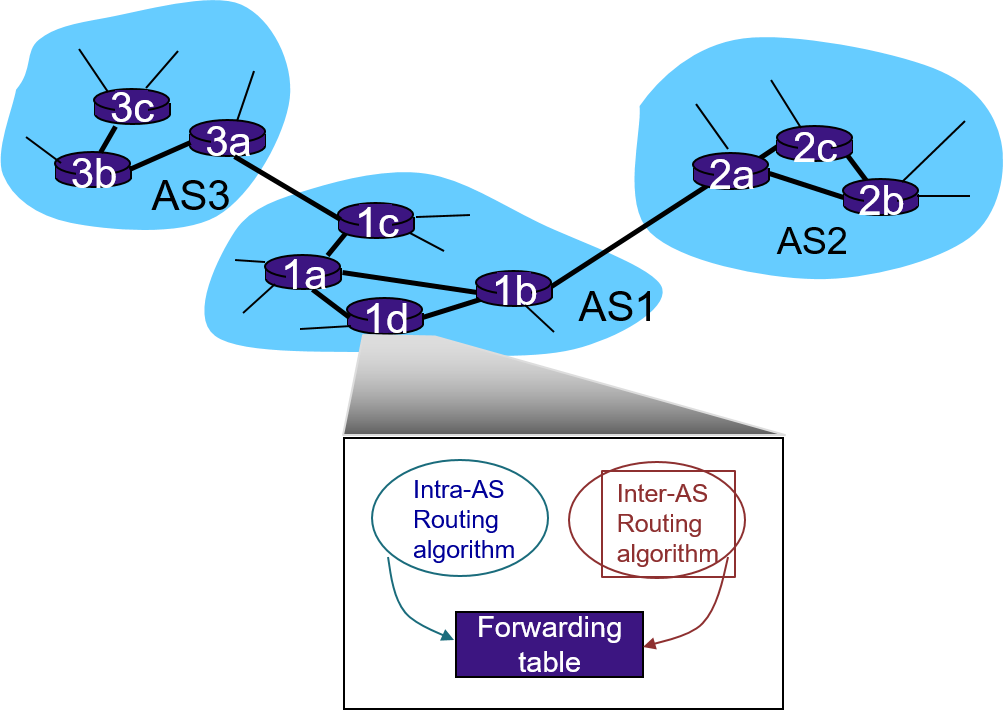 3c
3a
3b
AS3
1c
1a
1b
1d
AS1
2c
2a
2b
AS2
Intra-AS
Routing
algorithm
Inter-AS
Routing
algorithm
Forwarding
table